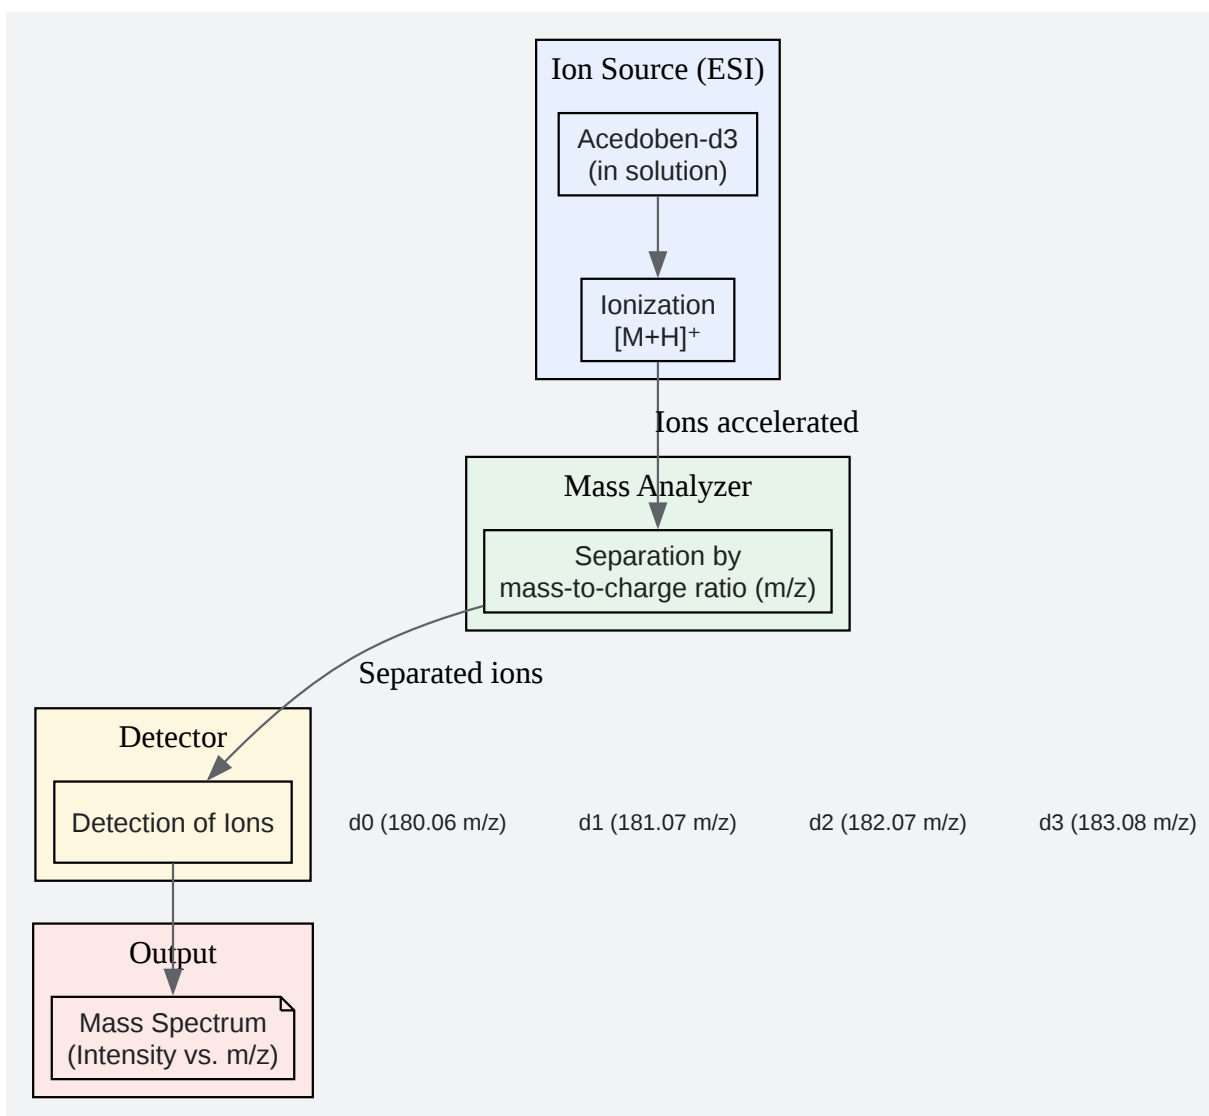 Ion Source (ESI)
Acedoben-d3
(in solution)
Ionization
[M+H]⁺
Ions accelerated
Mass Analyzer
Separation by
mass-to-charge ratio (m/z)
Separated ions
Detector
Detection of Ions
d0 (180.06 m/z)
d1 (181.07 m/z)
d2 (182.07 m/z)
d3 (183.08 m/z)
Output
Mass Spectrum
(Intensity vs. m/z)